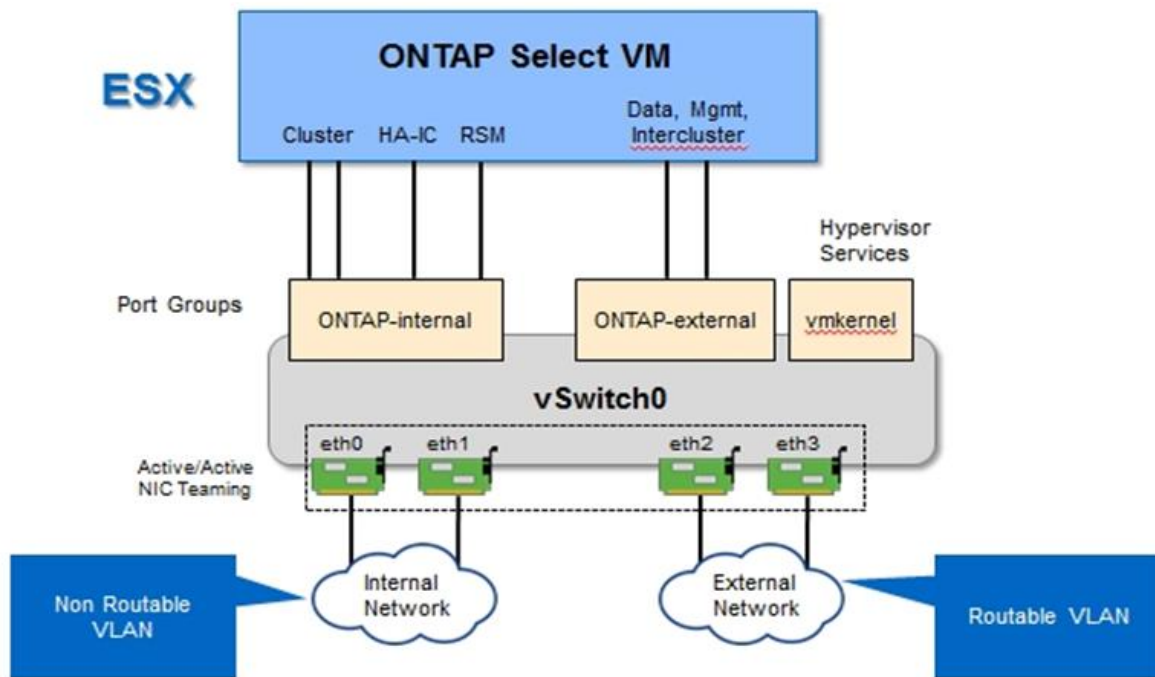 ONTAP Select VM
ESX
Data, Mgmt,
Cluster HA-IC RSM Intercluster
Hypervisor
Services
Port Groups
ONTAP-internal
ONTAP-external
vmkernel
vSwitch0
eth0 eth1 eth2 eth3
Active/Active
NIC Teaming
Internal
Network
External
Network
Non Routable
VLAN
Routable VLAN